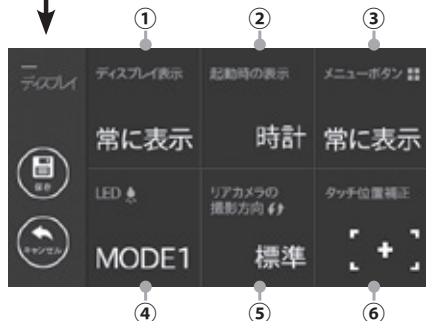 ① ② ③
ディスプレイ
ディスプレイ表示
常に表示
起動時の表示
時計
メニューボタン
常に表示
保存
キャンセル
LED
MODE1
リアカメラの
撮影方向
標準
タッチ位置補正
④ ⑤ ⑥